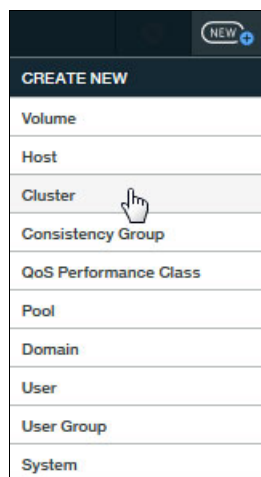 NEW
CREATE NEW
Volume
Host
Cluster
Consistency Group
QoS Performance Class
Pool
Domain
User
User Group
System